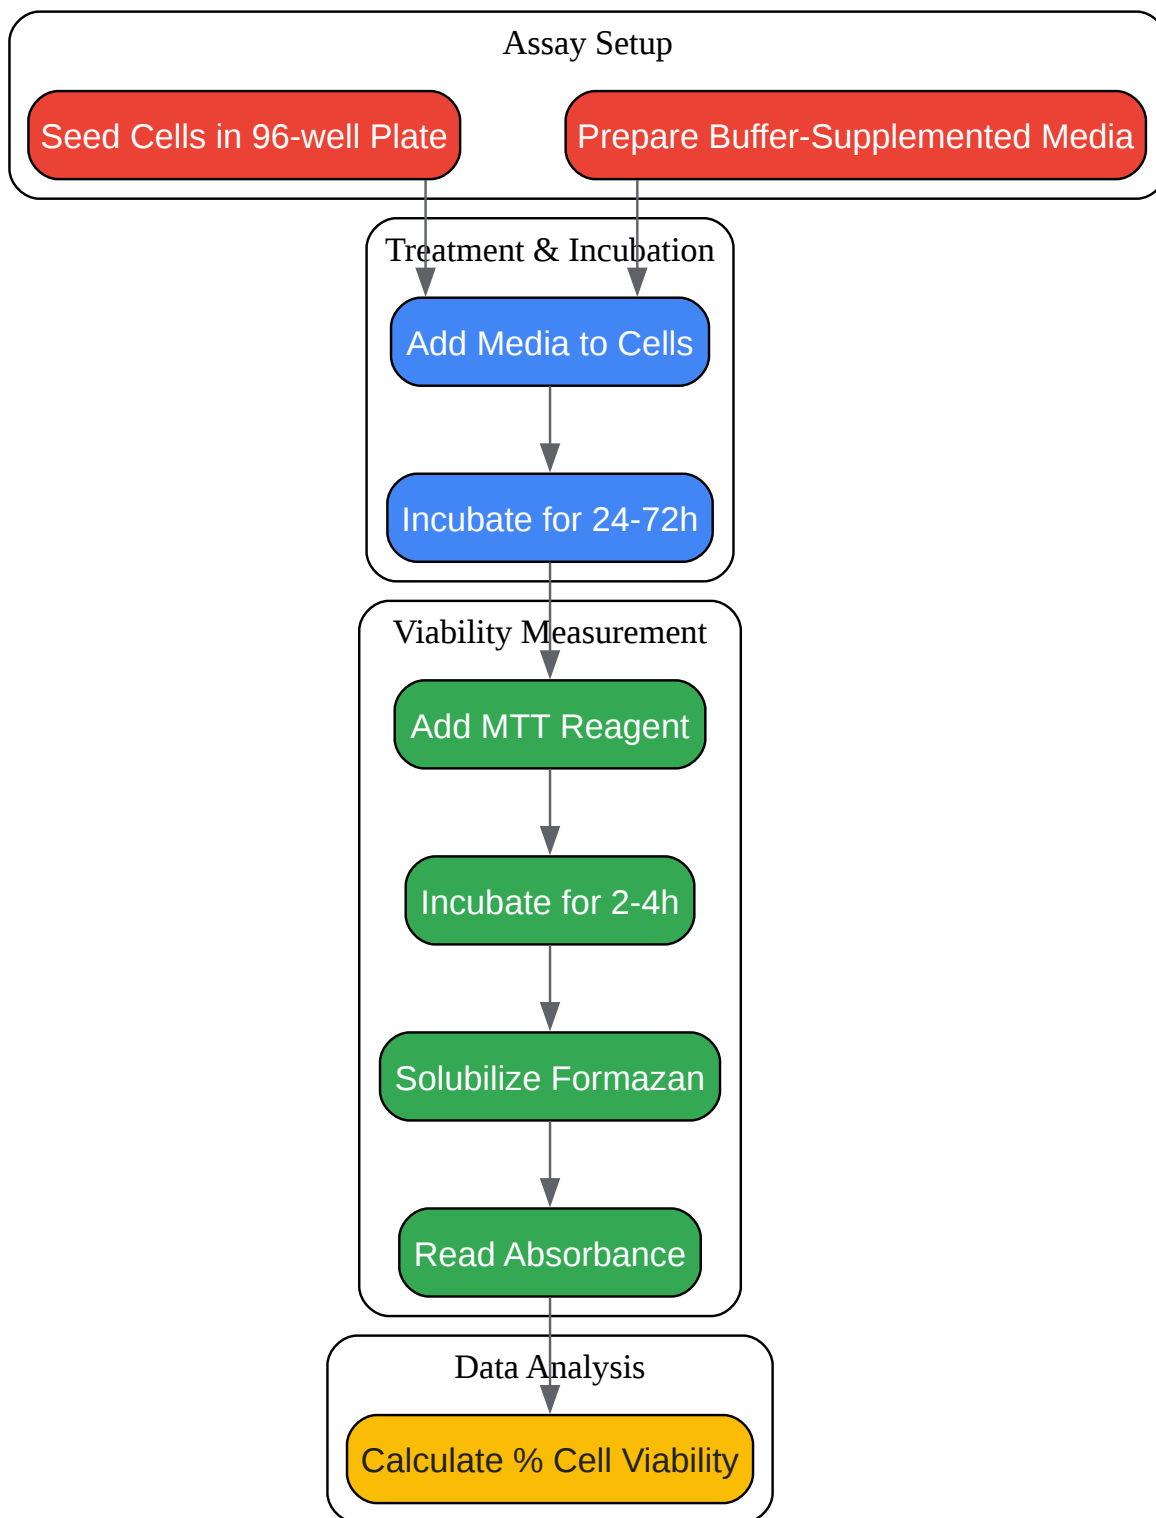 Assay Setup
Seed Cells in 96-well Plate
Prepare Buffer-Supplemented Media
Treatment & Incubation
Add Media to Cells
Incubate for 24-72h
Viability Measurement
Add MTT Reagent
Incubate for 2-4h
Solubilize Formazan
Read Absorbance
Data Analysis
Calculate % Cell Viability